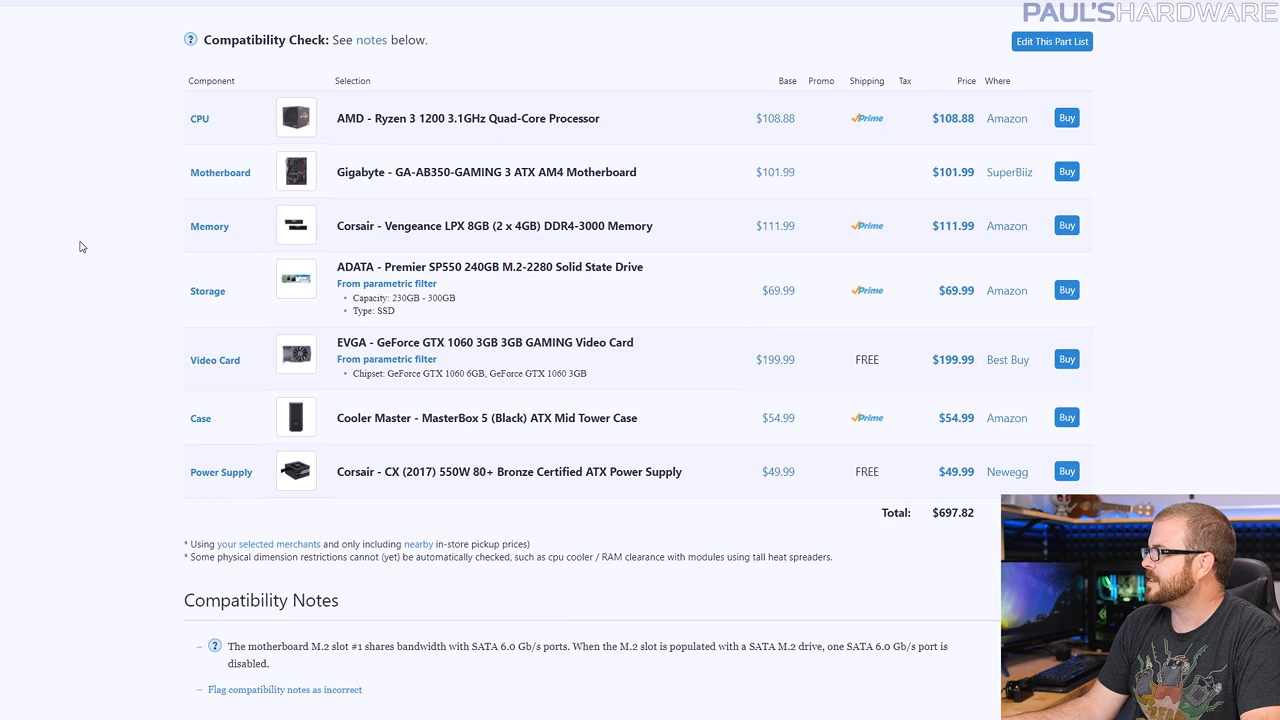 PAUL'SHARDWARE
Compatibility Check: See notes below.
Edit This Part List
Component Selection Base Promo Shipping Tax Price Where
CPU AMD - Ryzen 3 1200 3.1GHz Quad-Core Processor $108.88 Prime $108.88 Amazon Buy
Motherboard Gigabyte - GA-AB350-GAMING 3 ATX AM4 Motherboard $101.99 $101.99 SuperBiiz Buy
Memory Corsair - Vengeance LPX 8GB (2 x 4GB) DDR4-3000 Memory $111.99 Prime $111.99 Amazon Buy
ADATA - Premier SP550 240GB M.2-2280 Solid State Drive
From parametric filter
Storage $69.99 Prime $69.99 Amazon Buy
• Capacity: 230GB - 300GB
• Type: SSD
EVGA - GeForce GTX 1060 3GB 3GB GAMING Video Card
Video Card From parametric filter $199.99 FREE $199.99 Best Buy Buy
• Chipset: GeForce GTX 1060 6GB, GeForce GTX 1060 3GB
Case Cooler Master - MasterBox 5 (Black) ATX Mid Tower Case $54.99 Prime $54.99 Amazon Buy
Power Supply Corsair - CX (2017) 550W 80+ Bronze Certified ATX Power Supply $49.99 FREE $49.99 Newegg Buy
Total: $697.82
* Using your selected merchants and only including nearby in-store pickup prices)
* Some physical dimension restrictions cannot (yet) be automatically checked, such as cpu cooler / RAM clearance with modules using tall heat spreaders.
Compatibility Notes
– The motherboard M.2 slot #1 shares bandwidth with SATA 6.0 Gb/s ports. When the M.2 slot is populated with a SATA M.2 drive, one SATA 6.0 Gb/s port is
disabled.
– Flag compatibility notes as incorrect